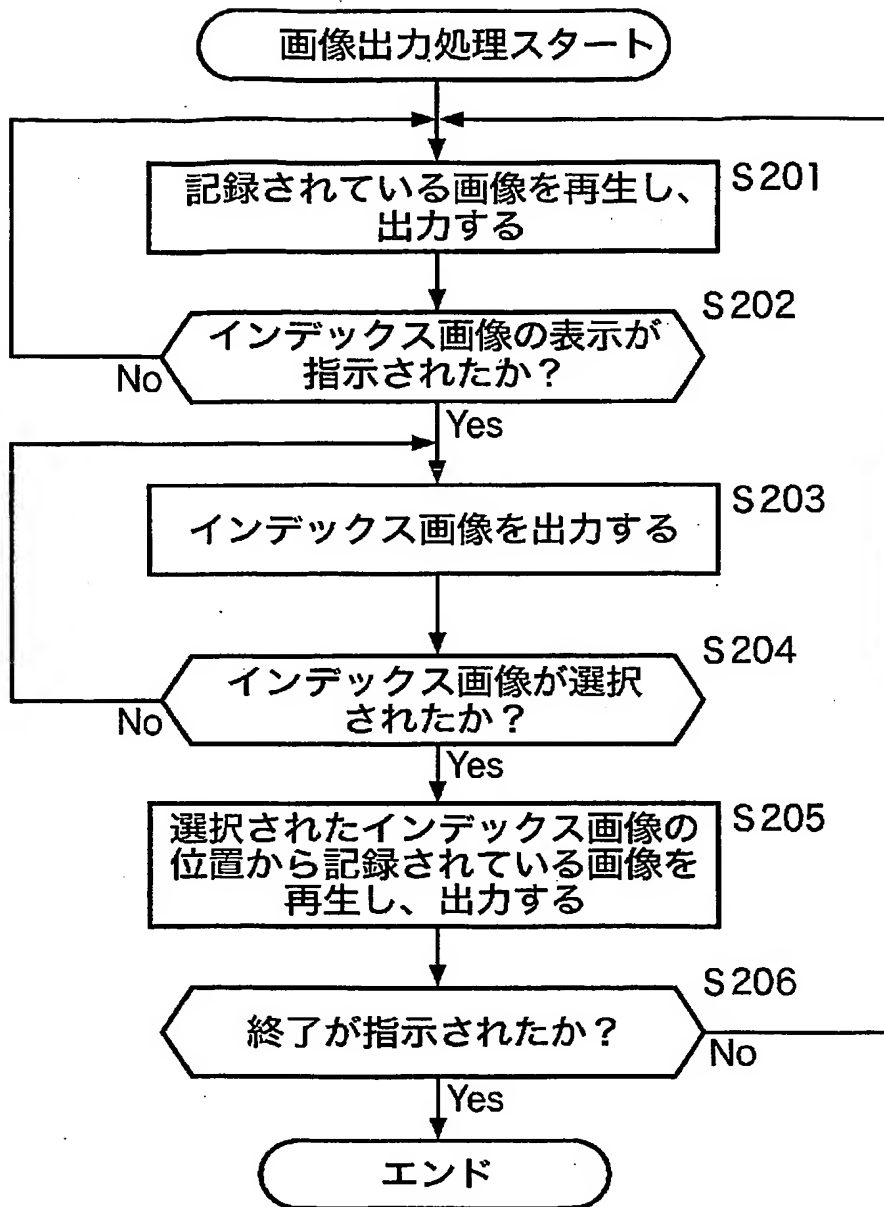 画像出力処理スタート
記録されている画像を再生し、
出力する
S201
インデックス画像の表示が
指示されたか？
S202
No
Yes
インデックス画像を出力する
S203
インデックス画像が選択
されたか？
S204
No
Yes
選択されたインデックス画像の
位置から記録されている画像を
再生し、出力する
S205
終了が指示されたか？
S206
No
Yes
エンド